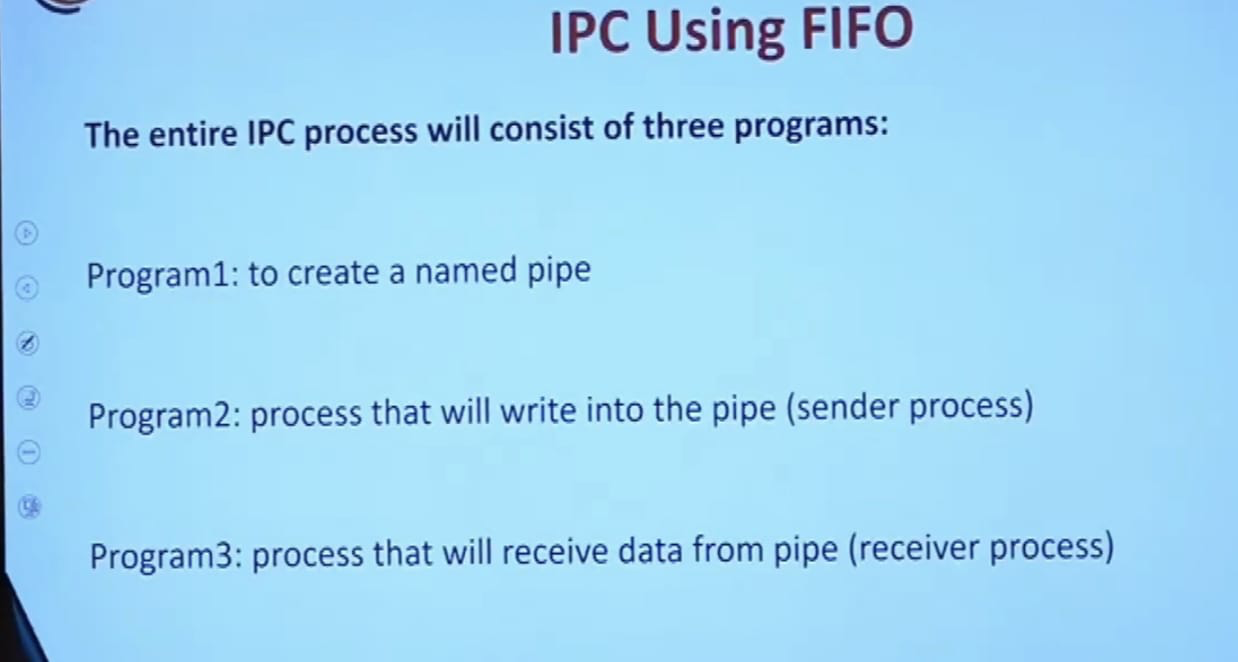 IPC Using FIFO
The entire IPC process will consist of three programs:
Program1: to create a named pipe
Program2: process that will write into the pipe (sender process)
Program3: process that will receive data from pipe (receiver process)